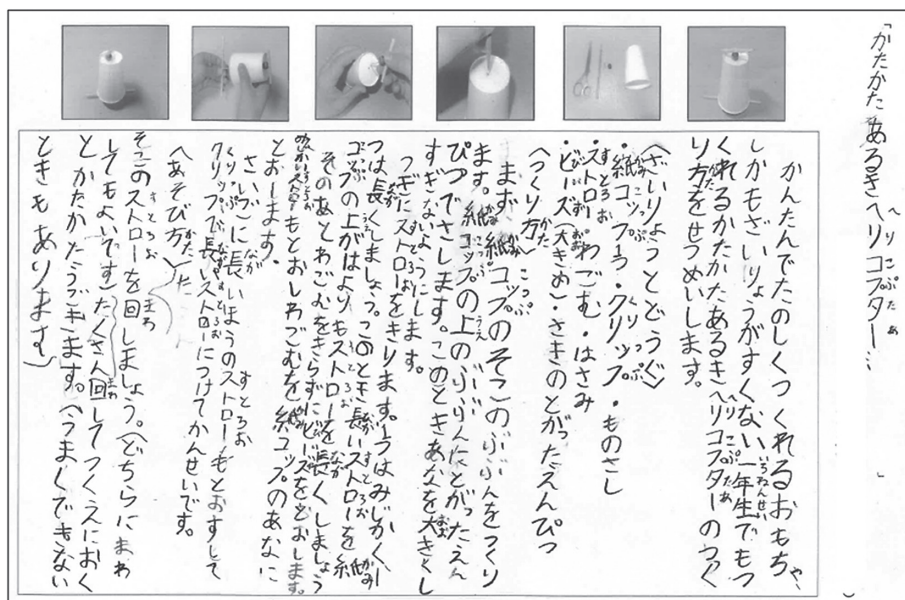 「かたかたあるきヘリコプター…
かんたんでたのしくつくれるおもちゃ、
しかもざいりょうがすくない一年生でもつ
くれるかたかたあるきヘリコプターのつく
り方をせつめいします。
〈ざいりょうとどうぐ〉
・紙コップ一つ・クリップ・ものさし
・ストロー・わごむ・はさみ
・ビーズ(大きめ)・さきのとがったえんぴつ
〈つくり方〉
まず、紙コップのそこのぶぶんをつくり
ます。紙コップの上のぶぶんにとがったえん
ぴつでさします。このときあなを大きくし
すぎないようにします。
つぎにストローをきります。一つはみじかく、一
つは長くしましょう。このとき長いストローを紙
コップの上がはよりもストローを長くしましょう
そのあとわごむをきらずにビーズをとおします。
もとおしわごむを紙コップのあなに
とおします。
さいごに長いほうのストローもとおすして
クリップで長いストローにつけてかんせいです。
〈あそび方〉
そこのストローを回しましょう。(どちらにまわ
してもよいです)たくさん回してつくえにおく
とかたかたうごきます。(うまくできない
ときもあります)